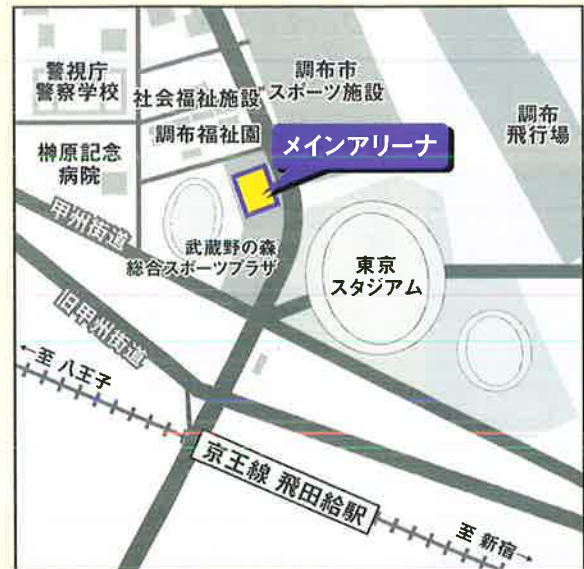 警視庁
警察学校
社会福祉施設
調布市
スポーツ施設
調布
飛行場
榊原記念
病院
調布福祉園
メインアリーナ
甲州街道
武蔵野の森
総合スポーツプラザ
東京
スタジアム
旧甲州街道
←至 八王子
京王線 飛田給駅
至 新宿→